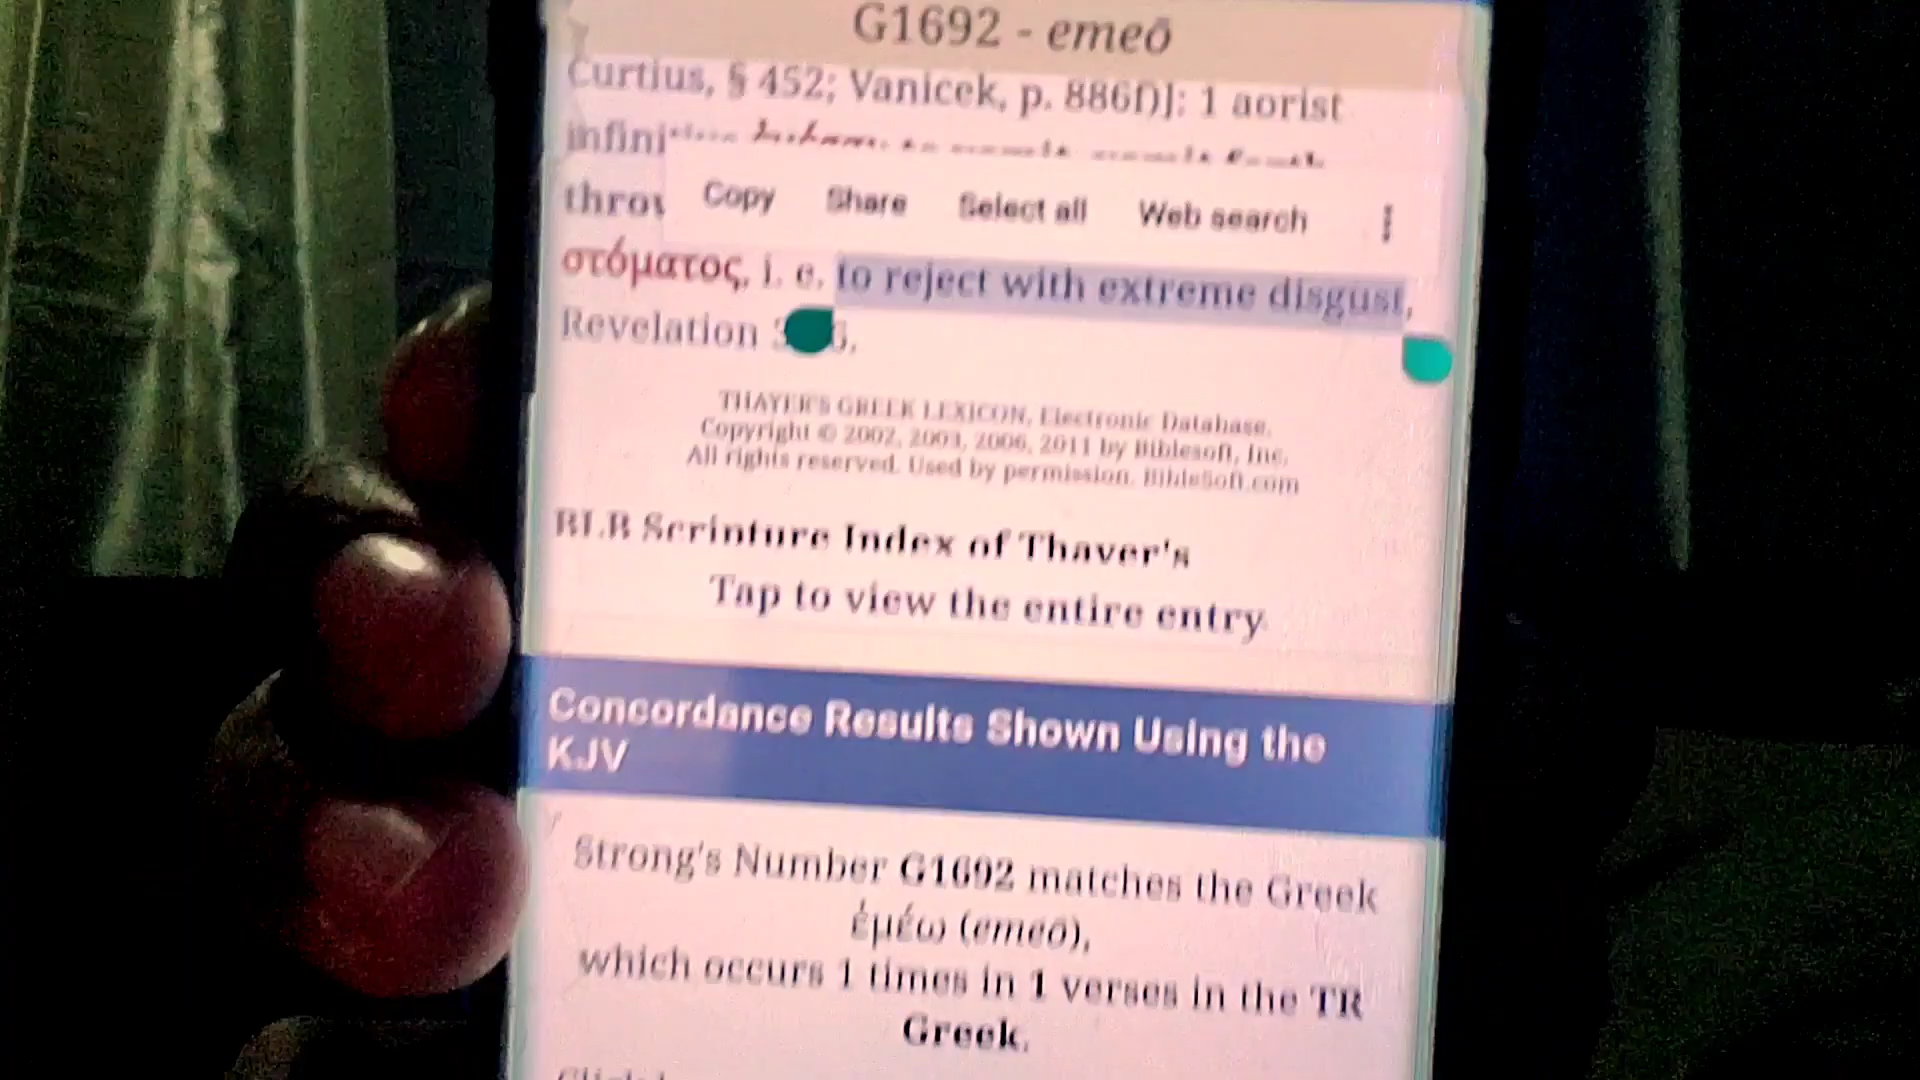 G1692 - emeō
Curtius, § 452; Vanicek, p. 886f)]: 1 aorist
infini
throw
Copy Share Select all Web search
στόματος, i. e. to reject with extreme disgust,
Revelation
THAYER'S GREEK LEXICON, Electronic Database.
Copyright © 2002, 2003, 2006, 2011 by Biblesoft, Inc.
All rights reserved. Used by permission. BibleSoft.com
BLB Scripture Index of Thayer's
Tap to view the entire entry.
Concordance Results Shown Using the
KJV
Strong's Number G1692 matches the Greek
ἐμέω (emeō),
which occurs 1 times in 1 verses in the TR
Greek.